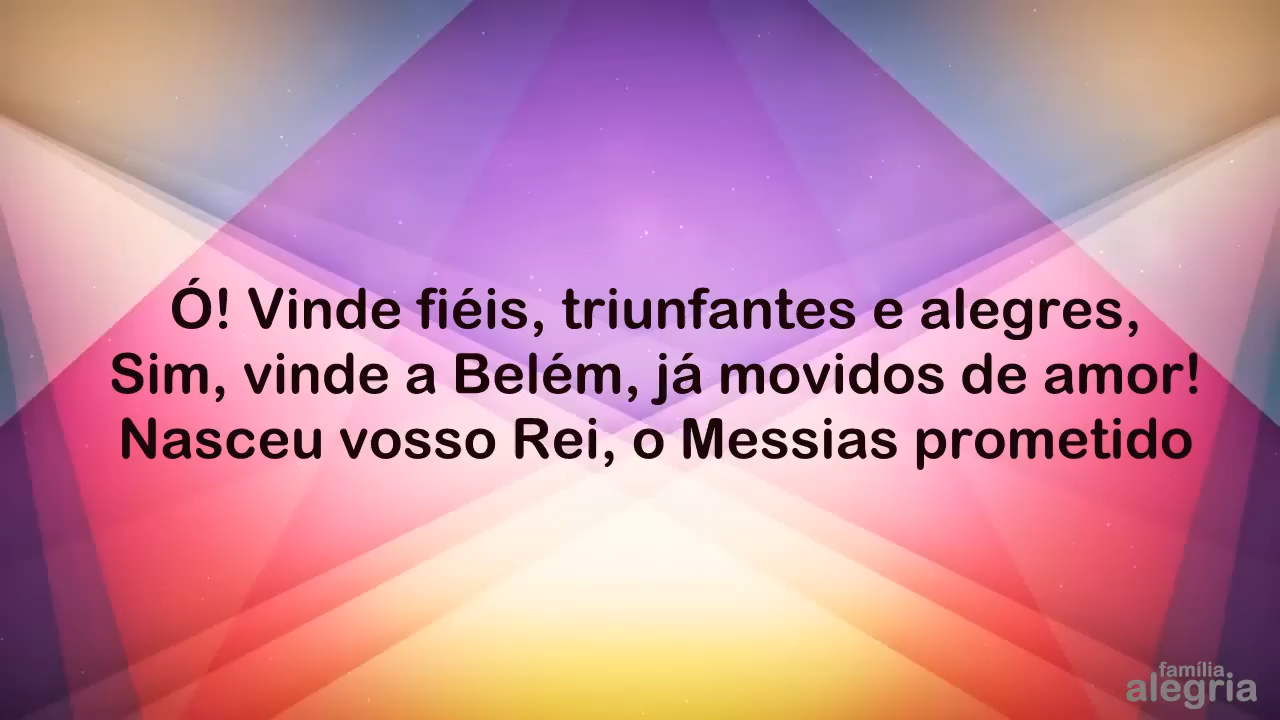 Ó! Vinde fiéis, triunfantes e alegres,
Sim, vinde a Belém, já movidos de amor!
Nasceu vosso Rei, o Messias prometido
família
alegria